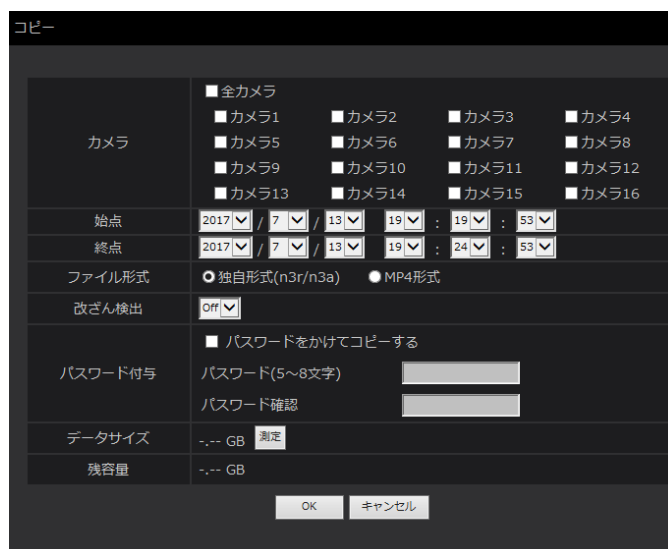 コピー
全カメラ
カメラ
カメラ1 カメラ2 カメラ3 カメラ4
カメラ5 カメラ6 カメラ7 カメラ8
カメラ9 カメラ10 カメラ11 カメラ12
カメラ13 カメラ14 カメラ15 カメラ16
始点 2017 / 7 / 13 19 : 19 : 53
終点 2017 / 7 / 13 19 : 24 : 53
ファイル形式 独自形式(n3r/n3a) MP4形式
改ざん検出 Off
パスワード付与
パスワードをかけてコピーする
パスワード(5～8文字)
パスワード確認
データサイズ -.-- GB 測定
残容量 -.-- GB
OK キャンセル